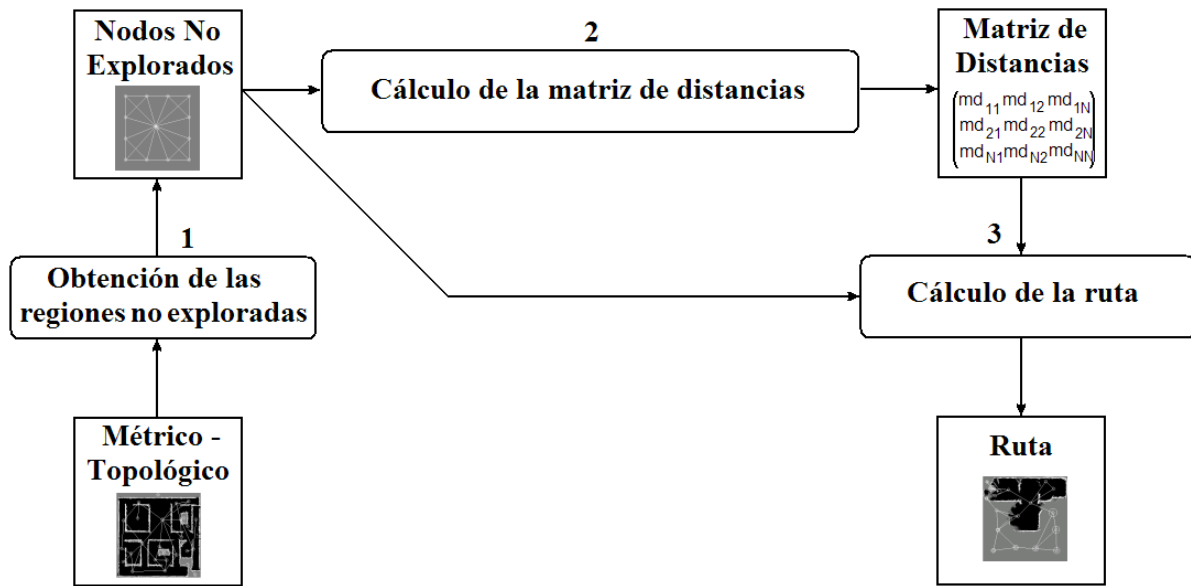 Nodos No
Explorados
2
Cálculo de la matriz de distancias
Matriz de
Distancias
md11 md12 md1N
md21 md22 md2N
mdN1 mdN2 mdNN
1
Obtención de las
regiones no exploradas
3
Cálculo de la ruta
Métrico -
Topológico
Ruta